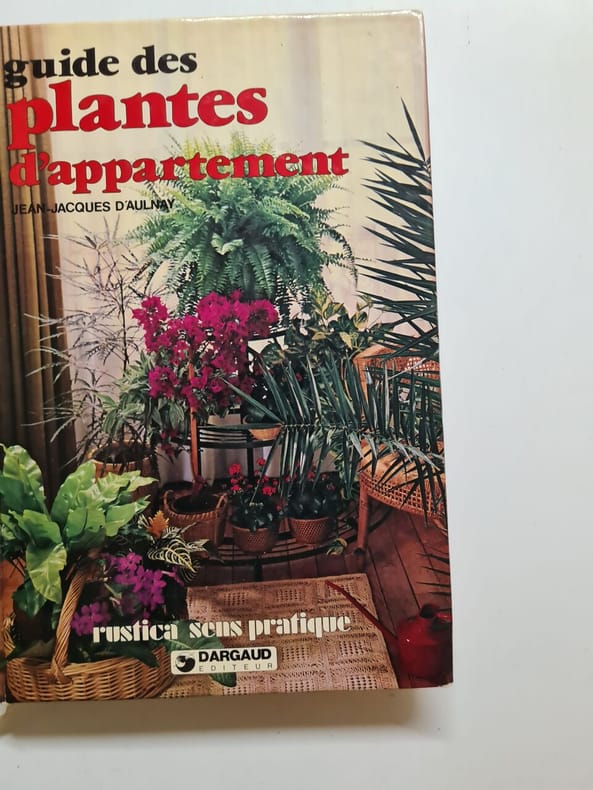 guide des
plantes
d'appartement
JEAN-JACQUES D'AULNAY
rustica sens pratique
DARGAUD
EDITEUR